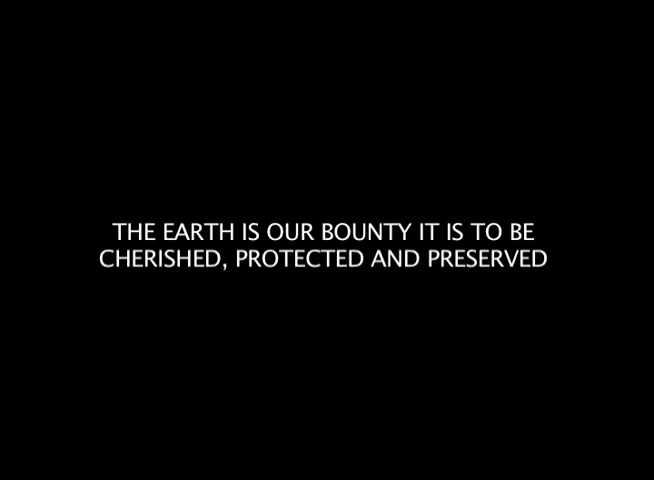 THE EARTH IS OUR BOUNTY IT IS TO BE
CHERISHED, PROTECTED AND PRESERVED